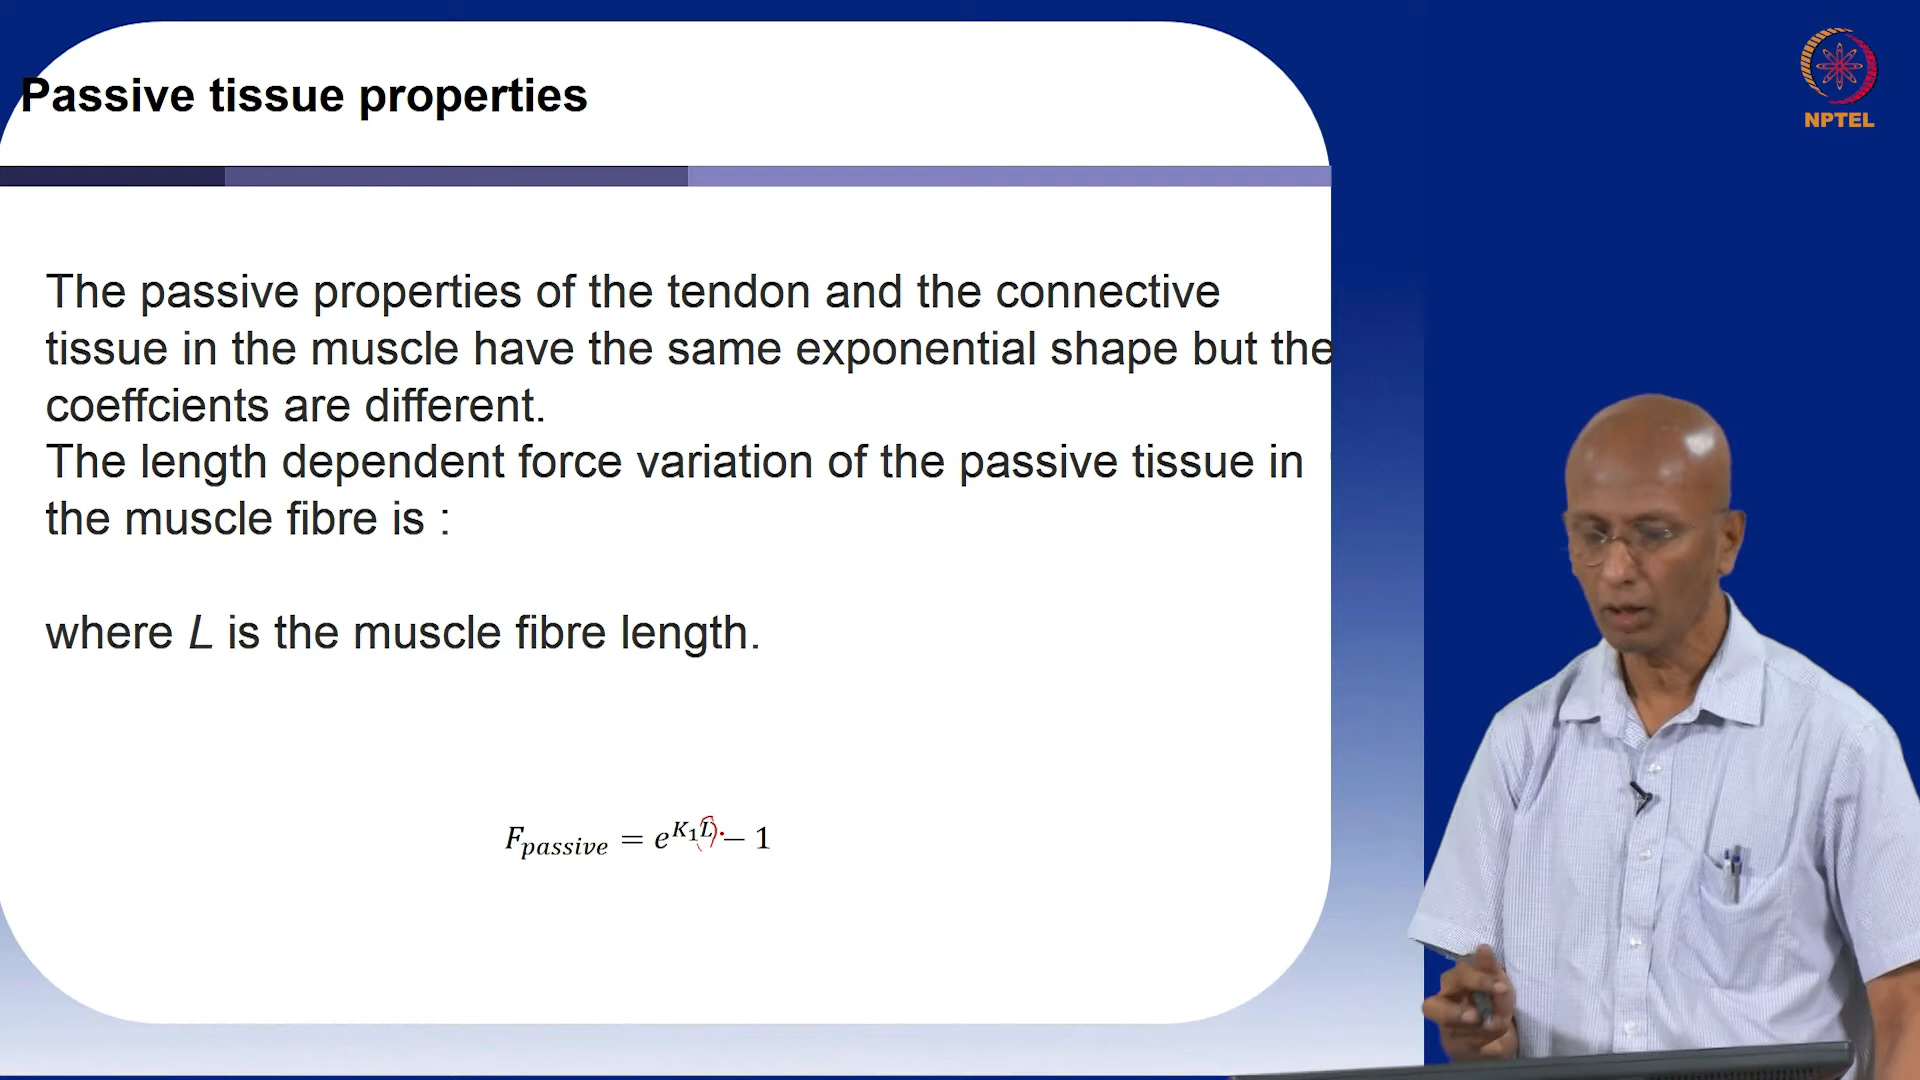 Passive tissue properties
NPTEL
The passive properties of the tendon and the connective
tissue in the muscle have the same exponential shape but the
coeffcients are different.
The length dependent force variation of the passive tissue in
the muscle fibre is :
where L is the muscle fibre length.
F_{passive} = e^{K_1 L} − 1